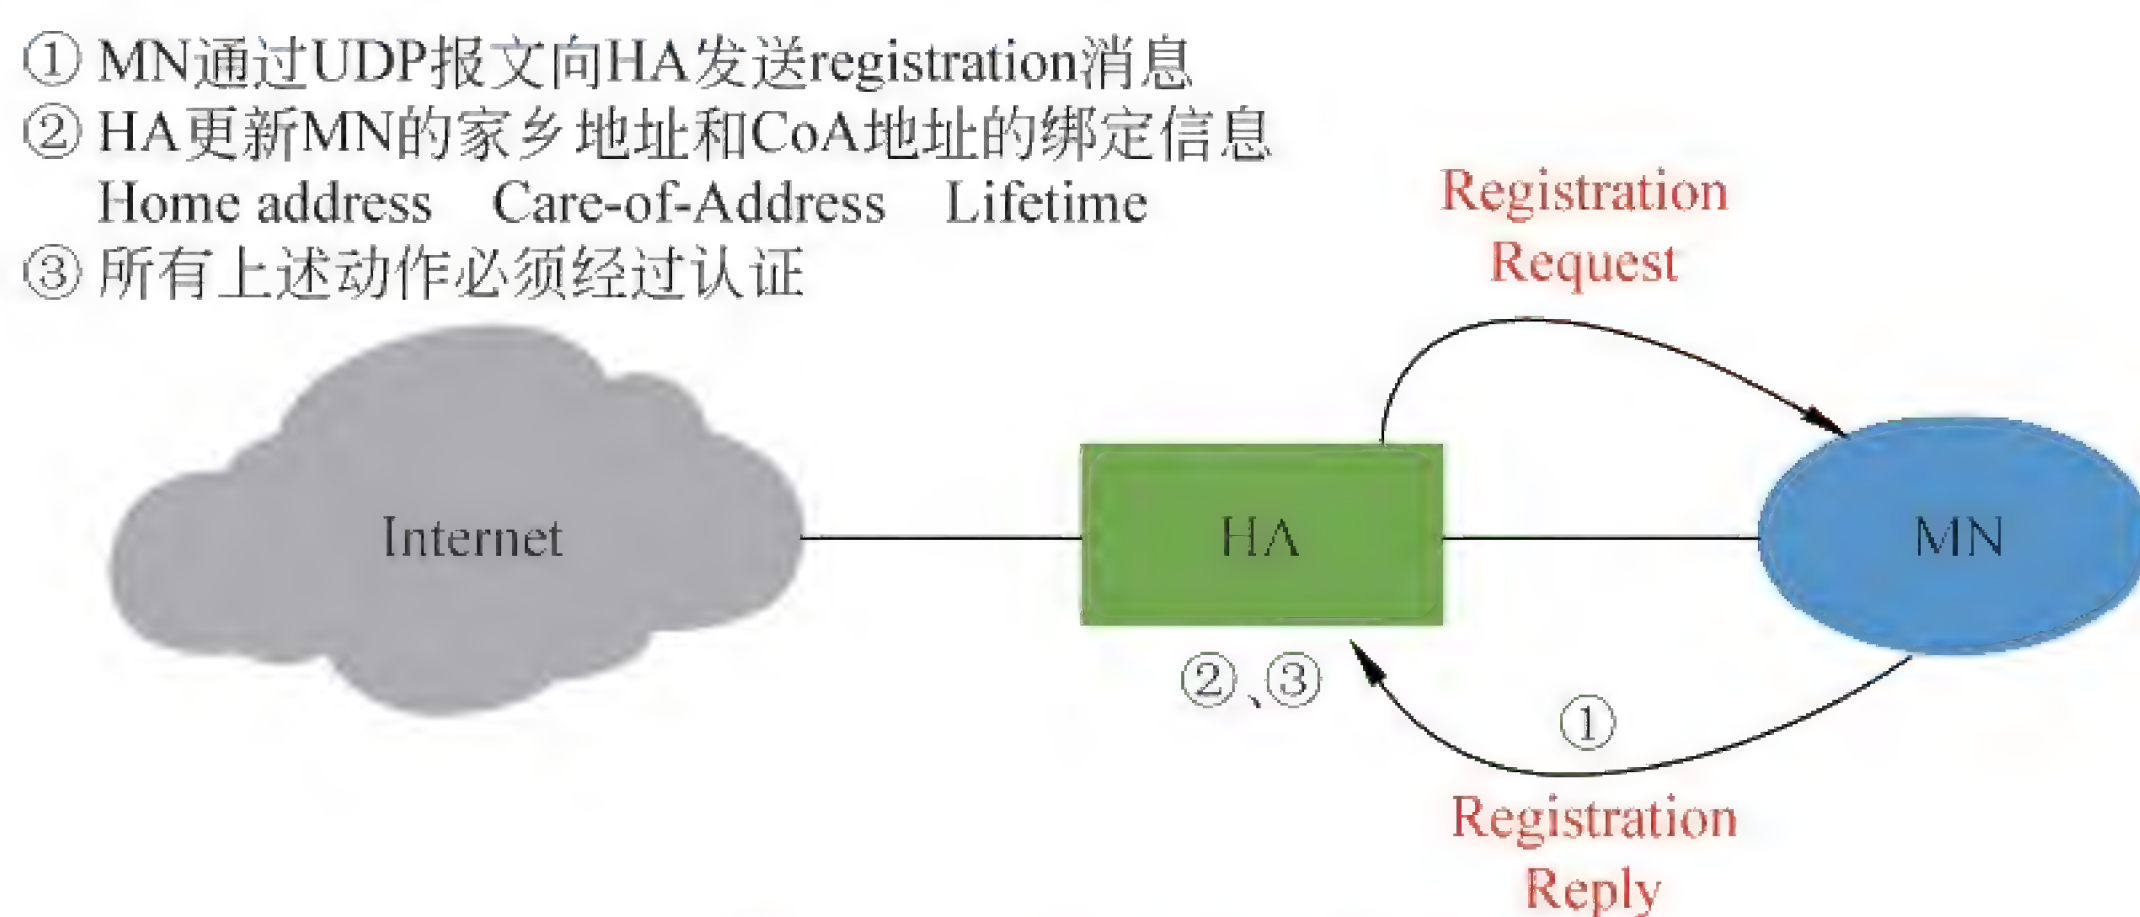 ① MN通过UDP报文向HA发送registration消息
② HA更新MN的家乡地址和CoA地址的绑定信息
Home address Care-of-Address Lifetime
③ 所有上述动作必须经过认证
Registration
Request
Internet
HA
MN
②、③
①
Registration
Reply